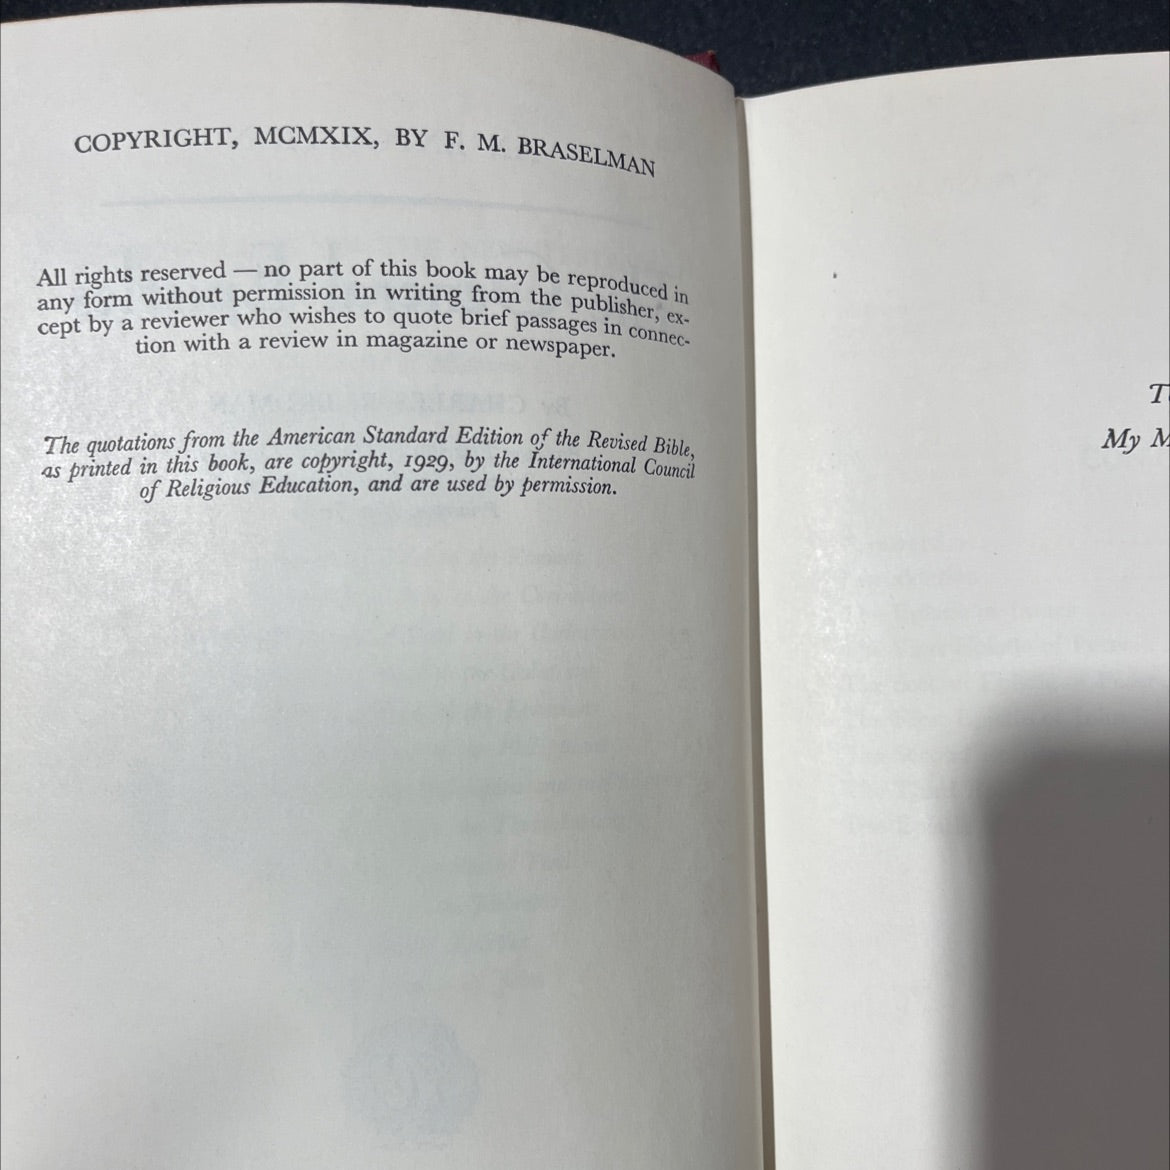 COPYRIGHT, MCMXIX, BY F. M. BRASELMAN
All rights reserved — no part of this book may be reproduced in
any form without permission in writing from the publisher, ex-
cept by a reviewer who wishes to quote brief passages in connec-
tion with a review in magazine or newspaper.
The quotations from the American Standard Edition of the Revised Bible,
as printed in this book, are copyright, 1929, by the International Council
of Religious Education, and are used by permission.
My M